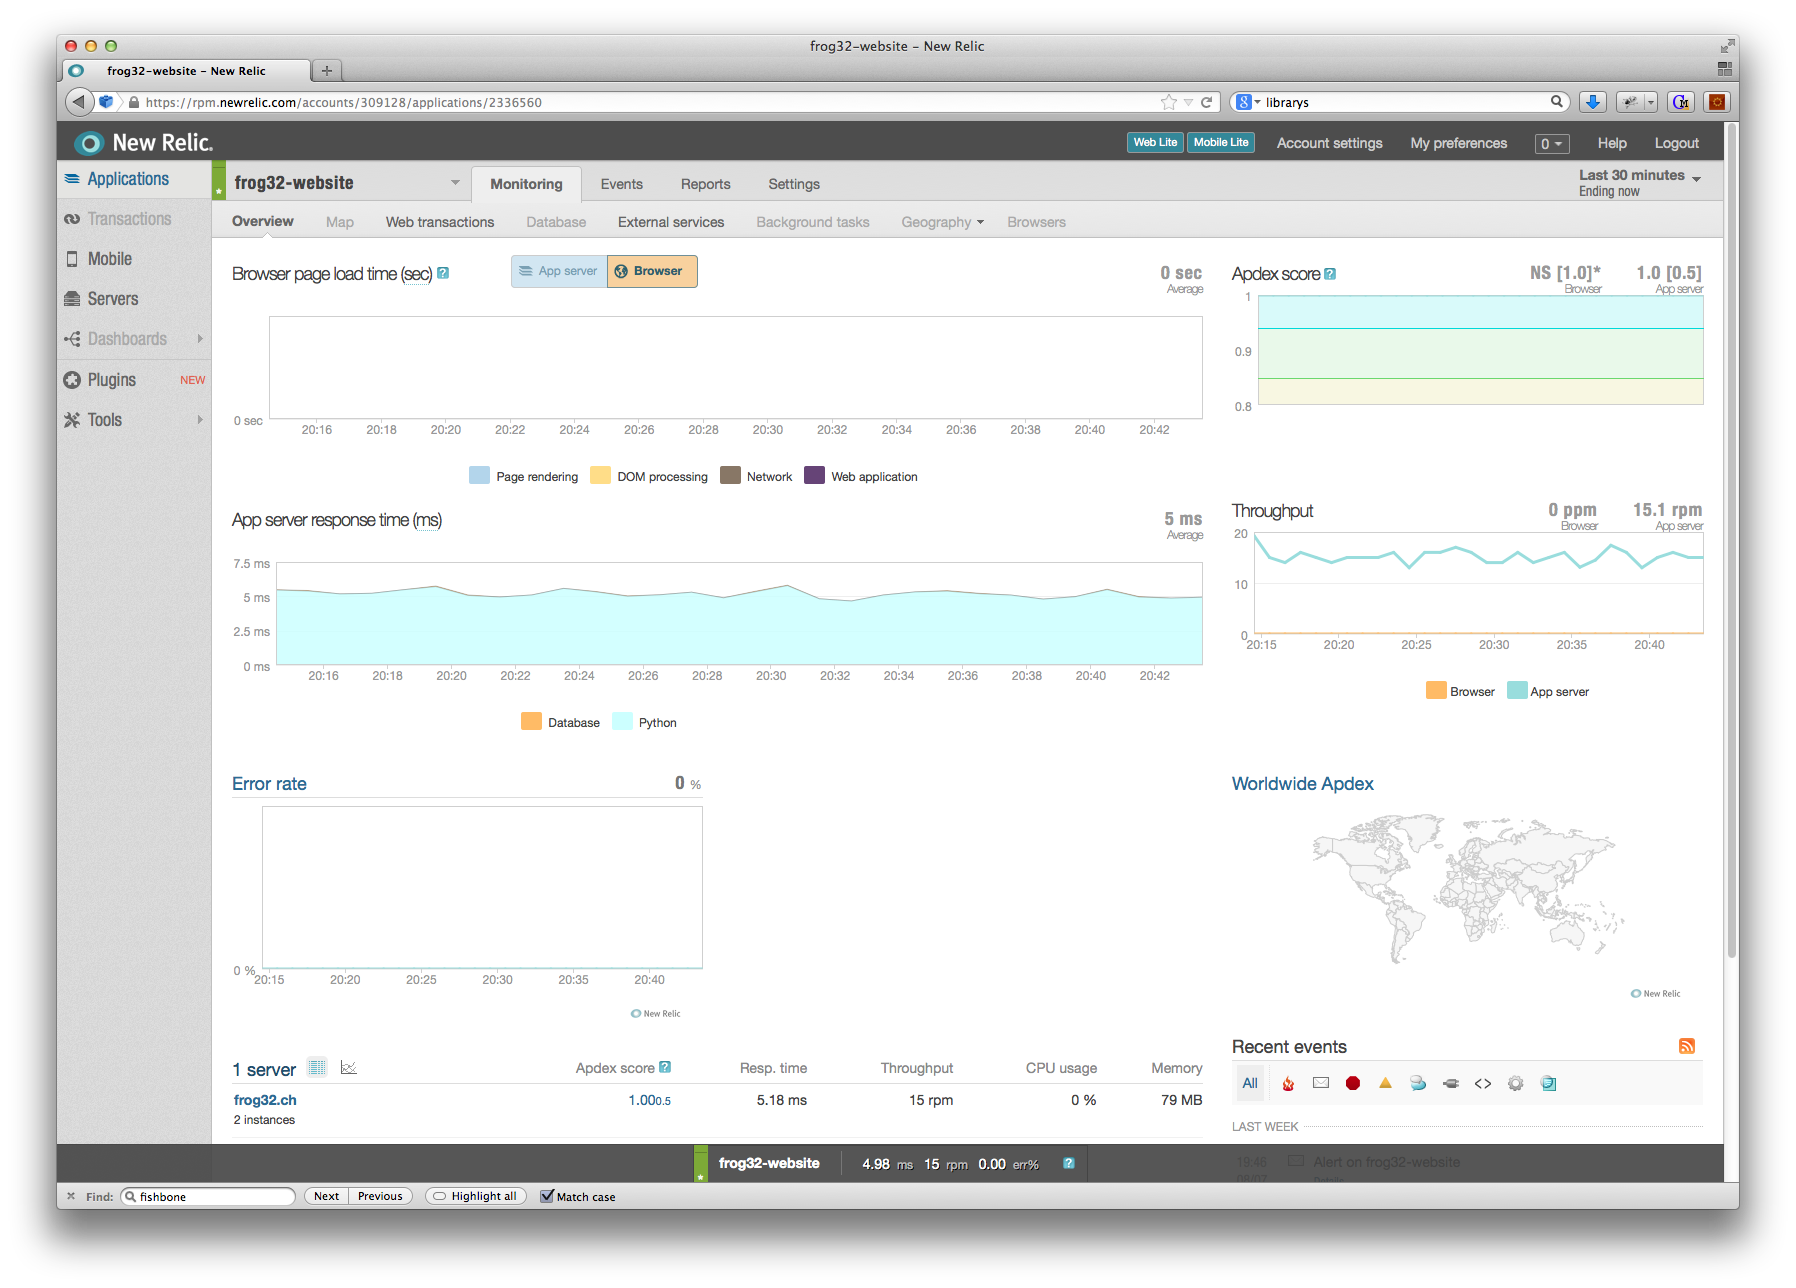 frog32-website – New Relic
frog32-website – New Relic
https://rpm.newrelic.com/accounts/309128/applications/2336560
librarys
New Relic.
Web Lite Mobile Lite Account settings My preferences 0 Help Logout
Applications
Transactions
Mobile
Servers
Dashboards
Plugins NEW
Tools
frog32-website Monitoring Events Reports Settings
Last 30 minutes
Ending now
Overview Map Web transactions Database External services Background tasks Geography Browsers
Browser page load time (sec) ?
App server Browser
0 sec
Average
0 sec
20:16 20:18 20:20 20:22 20:24 20:26 20:28 20:30 20:32 20:34 20:36 20:38 20:40 20:42
Page rendering DOM processing Network Web application
Apdex score ?
NS [1.0]* 1.0 [0.5]
Browser App server
1
0.9
0.8
App server response time (ms)
5 ms
Average
7.5 ms
5 ms
2.5 ms
0 ms
20:16 20:18 20:20 20:22 20:24 20:26 20:28 20:30 20:32 20:34 20:36 20:38 20:40 20:42
Database Python
Throughput
0 ppm 15.1 rpm
Browser App server
20
10
0
20:15 20:20 20:25 20:30 20:35 20:40
Browser App server
Error rate 0 %
0 %
20:15 20:20 20:25 20:30 20:35 20:40
New Relic
Worldwide Apdex
New Relic
1 server Apdex score ? Resp. time Throughput CPU usage Memory
frog32.ch 1.000.5 5.18 ms 15 rpm 0 % 79 MB
2 instances
Recent events
All
LAST WEEK
19:46 Alert on frog32-website
08/07 Details
frog32-website 4.98 ms 15 rpm 0.00 err% ?
Find: fishbone Next Previous Highlight all Match case